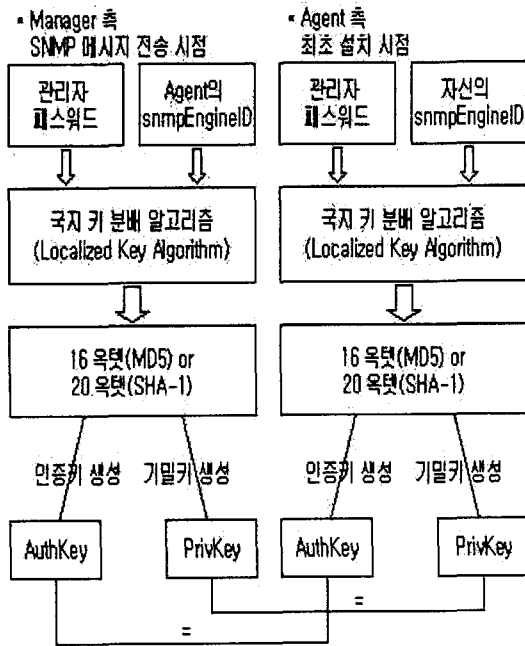 ▪ Manager 측
SNMP 메시지 전송 시점
관리자
패스워드
Agent의
snmpEngineID
국지 키 분배 알고리즘
(Localized Key Algorithm)
16 옥텟(MD5) or
20 옥텟(SHA-1)
인증키 생성 기밀키 생성
AuthKey
PrivKey
▪ Agent 측
최초 설치 시점
관리자
패스워드
자신의
snmpEngineID
국지 키 분배 알고리즘
(Localized Key Algorithm)
16 옥텟(MD5) or
20 옥텟(SHA-1)
인증키 생성 기밀키 생성
AuthKey
PrivKey
=
=